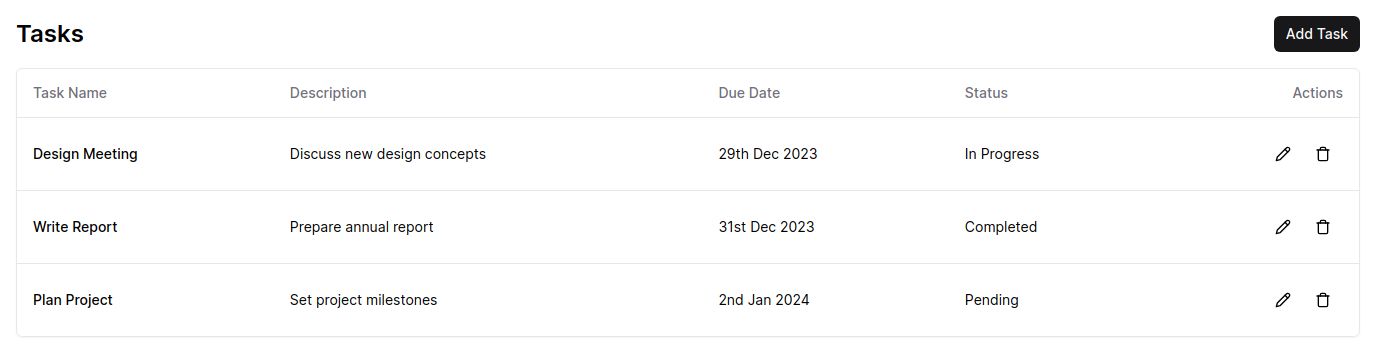 Tasks
Add Task
Task Name Description Due Date Status Actions
Design Meeting Discuss new design concepts 29th Dec 2023 In Progress
Write Report Prepare annual report 31st Dec 2023 Completed
Plan Project Set project milestones 2nd Jan 2024 Pending